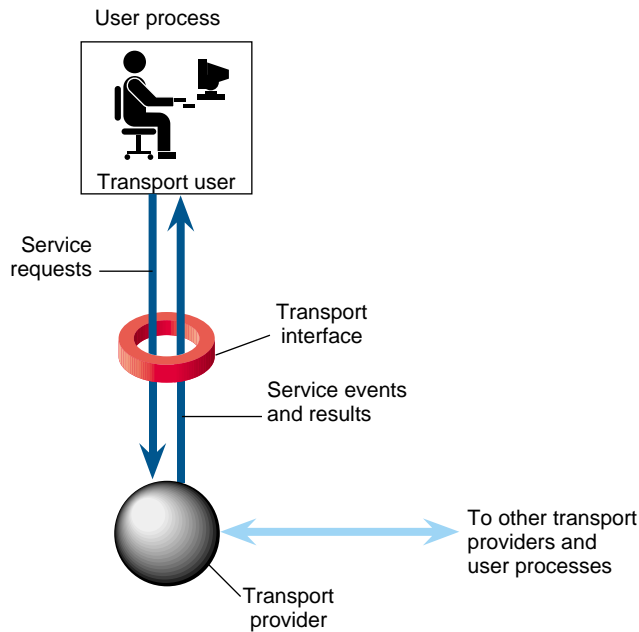 User process
Transport user
Service
requests
Transport
interface
Service events
and results
To other transport
providers and
user processes
Transport
provider